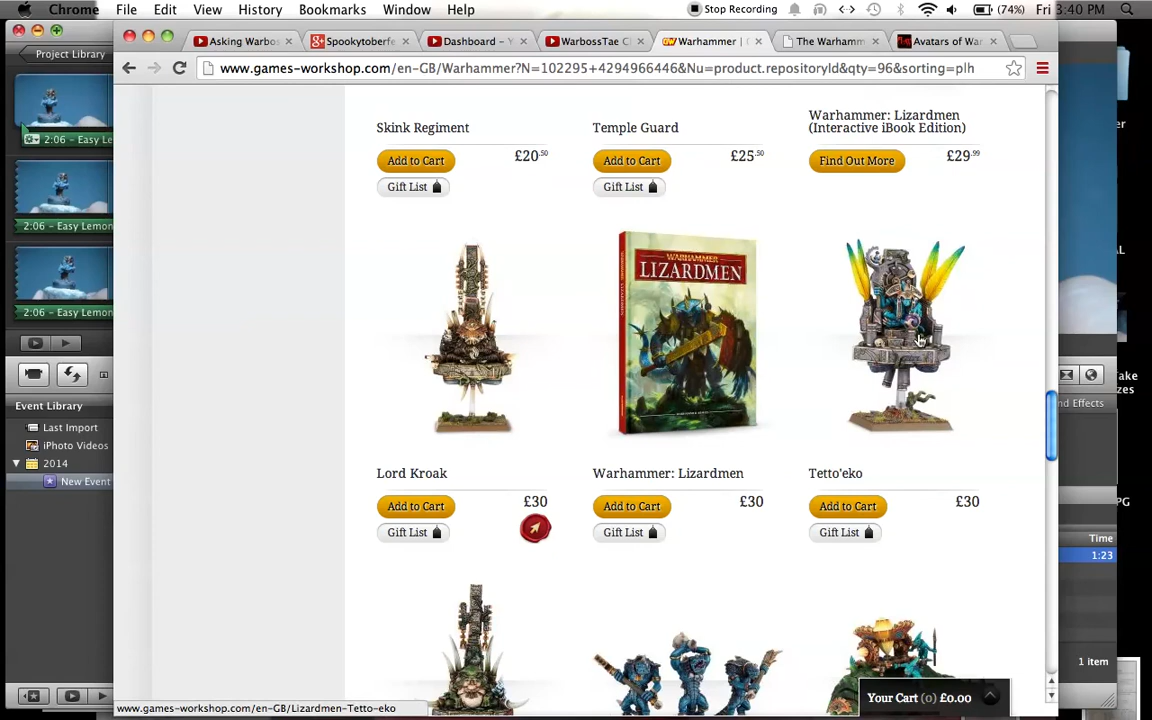 Chrome File Edit View History Bookmarks Window Help Stop Recording (74%) Fri 3:40 PM
Project Library
Asking Warbos
Spookytoberfe
Dashboard – Y
WarbossTae C
Warhammer |
The Warhamm
Avatars of War
www.games-workshop.com/en-GB/Warhammer?N=102295+4294966446&Nu=product.repositoryId&qty=96&sorting=plh
2:06 – Easy Le
2:06 – Easy Lemon
2:06 – Easy Lemon
Event Library
Last Import
iPhoto Videos
2014
New Event
Skink Regiment
Add to Cart £20.50
Gift List
Temple Guard
Add to Cart £25.50
Gift List
Warhammer: Lizardmen
(Interactive iBook Edition)
Find Out More £29.99
WARHAMMER
LIZARDMEN
Lord Kroak
Add to Cart £30
Gift List
Warhammer: Lizardmen
Add to Cart £30
Gift List
Tetto'eko
Add to Cart £30
Gift List
Your Cart (0) £0.00
www.games-workshop.com/en-GB/Lizardmen-Tetto-eko
nd Effects
Time
1:23
1 item